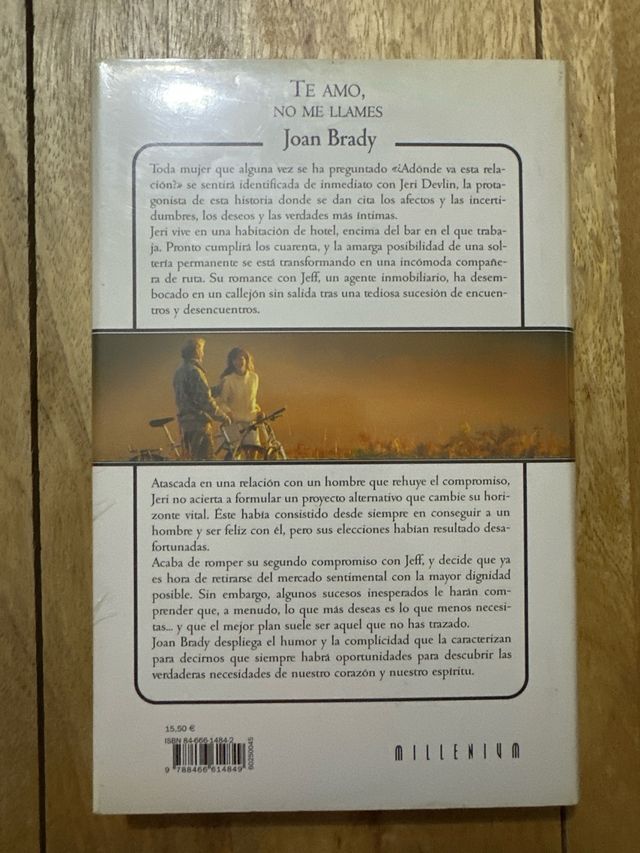 TE AMO,
NO ME LLAMES
Joan Brady
Toda mujer que alguna vez se ha preguntado «¿Adónde va esta rela-
ción?» se sentirá identificada de inmediato con Jeri Devlin, la prota-
gonista de esta historia donde se dan cita los afectos y las incerti-
dumbres, los deseos y las verdades más íntimas.
Jeri vive en una habitación de hotel, encima del bar en el que traba-
ja. Pronto cumplirá los cuarenta, y la amarga posibilidad de una sol-
tería permanente se está transformando en una incómoda compañe-
ra de ruta. Su romance con Jeff, un agente inmobiliario, ha desem-
bocado en un callejón sin salida tras una tediosa sucesión de encuen-
tros y desencuentros.
Atascada en una relación con un hombre que rehuye el compromiso,
Jeri no acierta a formular un proyecto alternativo que cambie su hori-
zonte vital. Éste había consistido desde siempre en conseguir a un
hombre y ser feliz con él, pero sus elecciones habían resultado desa-
fortunadas.
Acaba de romper su segundo compromiso con Jeff, y decide que ya
es hora de retirarse del mercado sentimental con la mayor dignidad
posible. Sin embargo, algunos sucesos inesperados le harán com-
prender que, a menudo, lo que más deseas es lo que menos necesi-
tas... y que el mejor plan suele ser aquel que no has trazado.
Joan Brady despliega el humor y la complicidad que la caracterizan
para decirnos que siempre habrá oportunidades para descubrir las
verdaderas necesidades de nuestro corazón y nuestro espíritu.
15,50 €
ISBN 84-666-1484-2
9 788466 614849
60250045
MILLENIUM